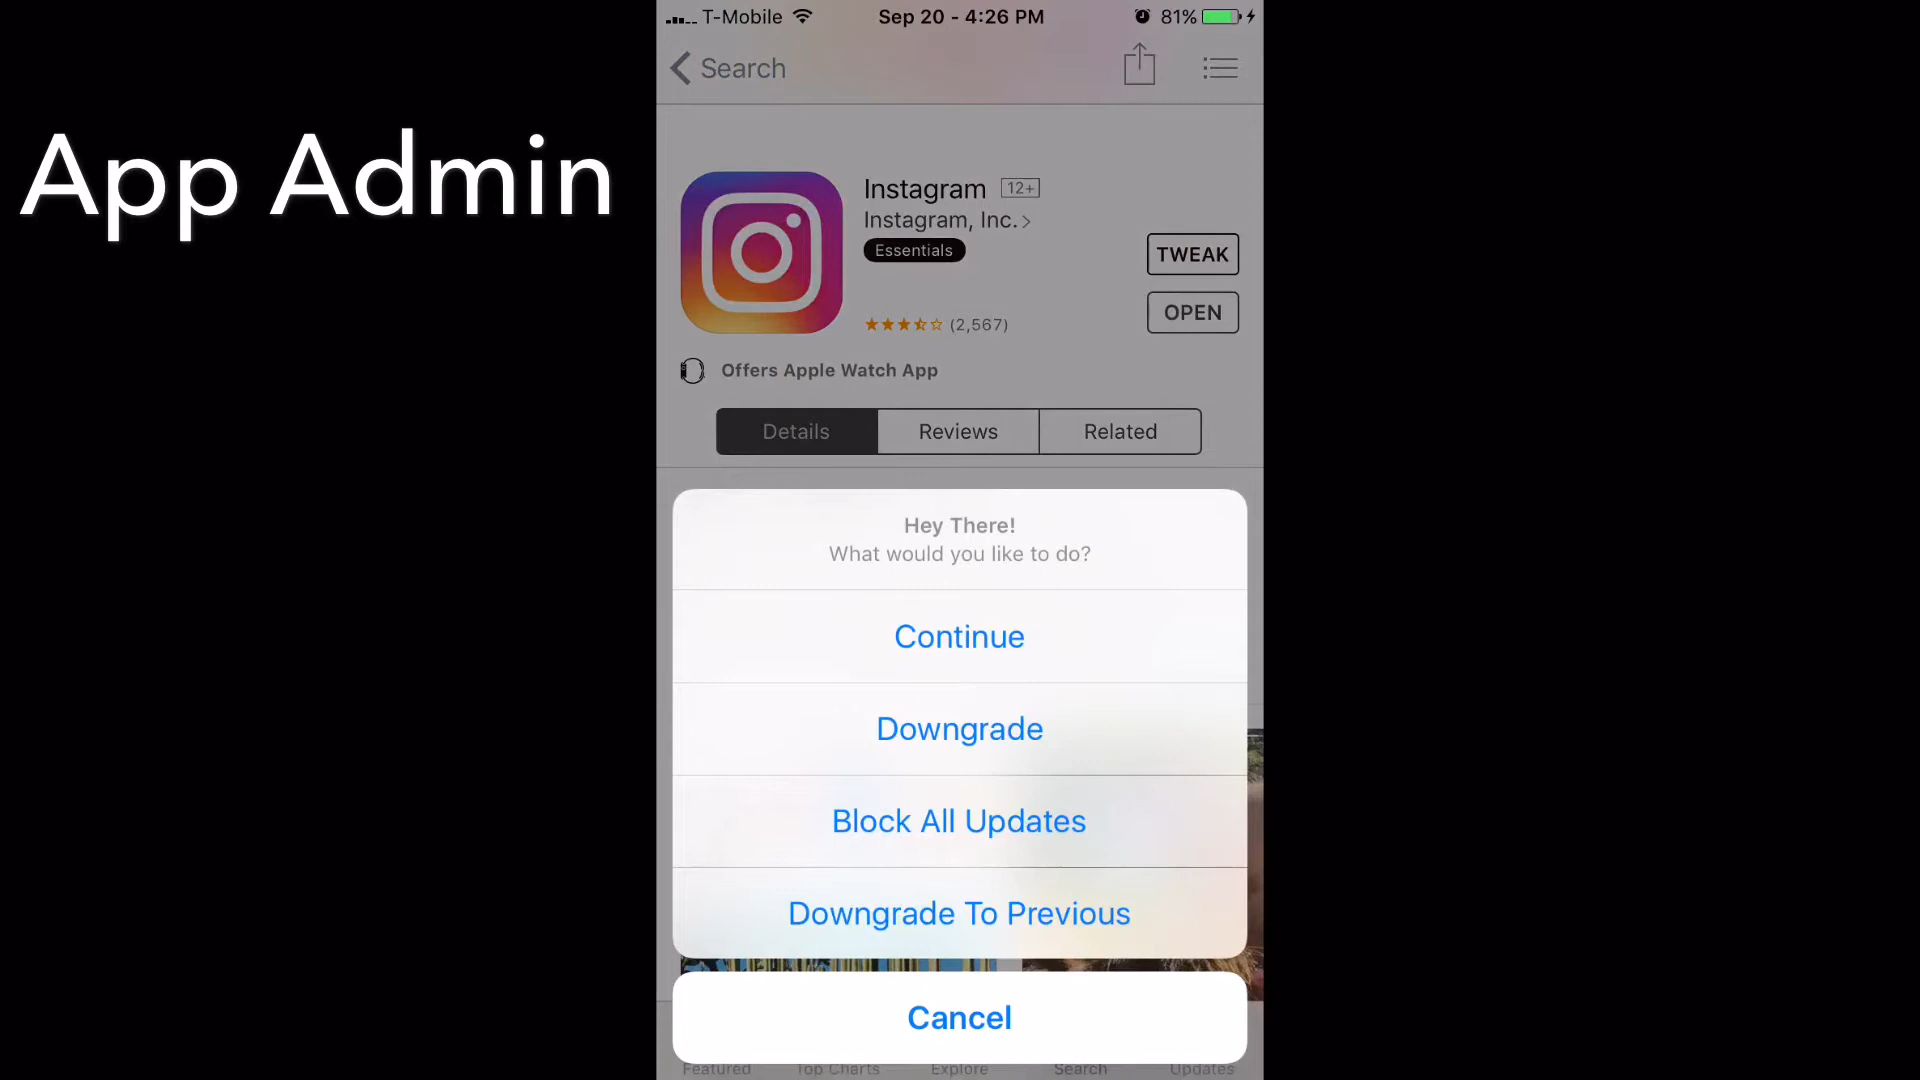 T-Mobile
Sep 20 - 4:26 PM
81%
Search
App Admin
Instagram 12+
Instagram, Inc.
Essentials
(2,567)
TWEAK
OPEN
Offers Apple Watch App
Details
Reviews
Related
Hey There!
What would you like to do?
Continue
Downgrade
Block All Updates
Downgrade To Previous
Cancel
Featured
Top Charts
Explore
Search
Updates